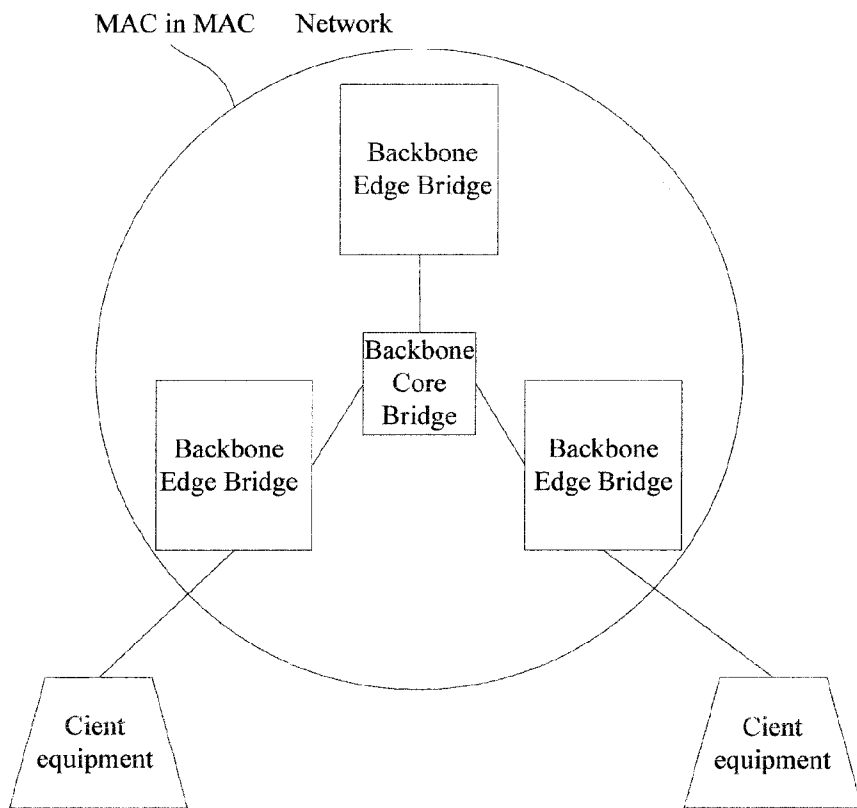 MAC in MAC Network
Backbone
Edge Bridge
Backbone
Core
Bridge
Backbone
Edge Bridge
Backbone
Edge Bridge
Cient
equipment
Cient
equipment